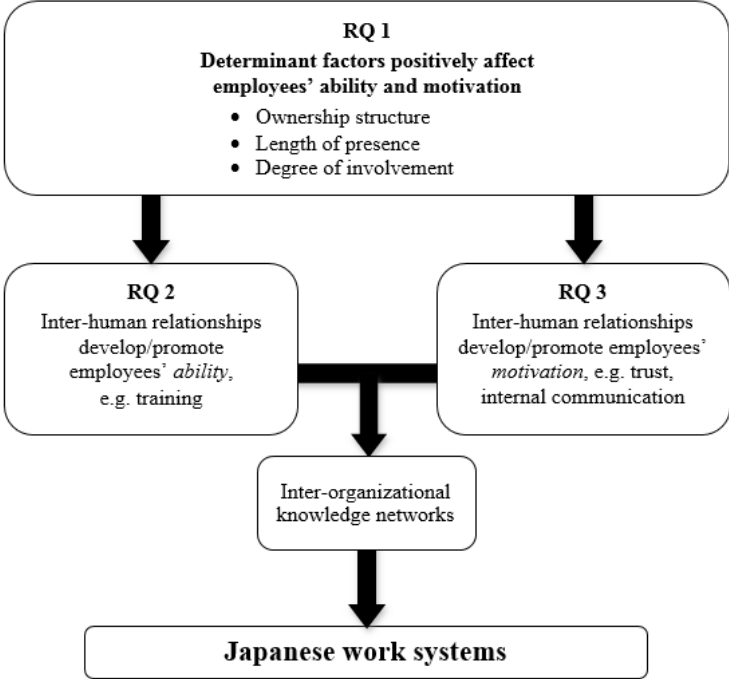 RQ 1
Determinant factors positively affect
employees’ ability and motivation
• Ownership structure
• Length of presence
• Degree of involvement
RQ 2
Inter-human relationships
develop/promote
employees’ ability,
e.g. training
RQ 3
Inter-human relationships
develop/promote employees’
motivation, e.g. trust,
internal communication
Inter-organizational
knowledge networks
Japanese work systems